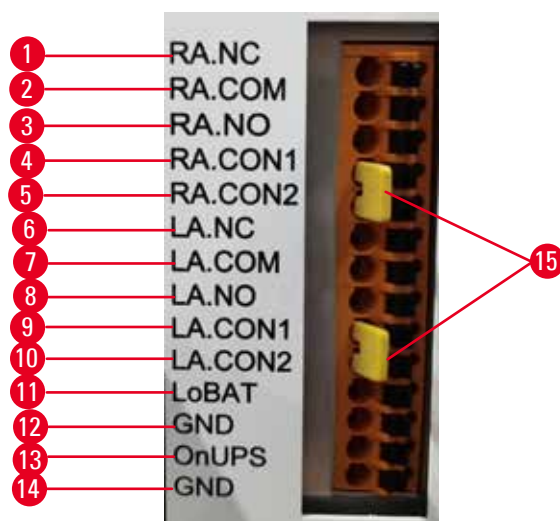 1 RA.NC
2 RA.COM
3 RA.NO
4 RA.CON1
5 RA.CON2
6 LA.NC
7 LA.COM
8 LA.NO
9 LA.CON1
10 LA.CON2
11 LoBAT
12 GND
13 OnUPS
14 GND
15